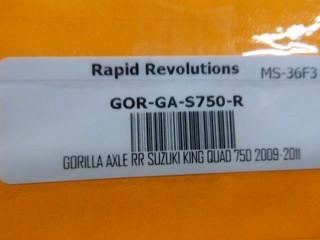 Rapid Revolutions MS-36F3
GOR-GA-S750-R
GORILLA AXLE RR SUZUKI KING QUAD 750 2009-2011